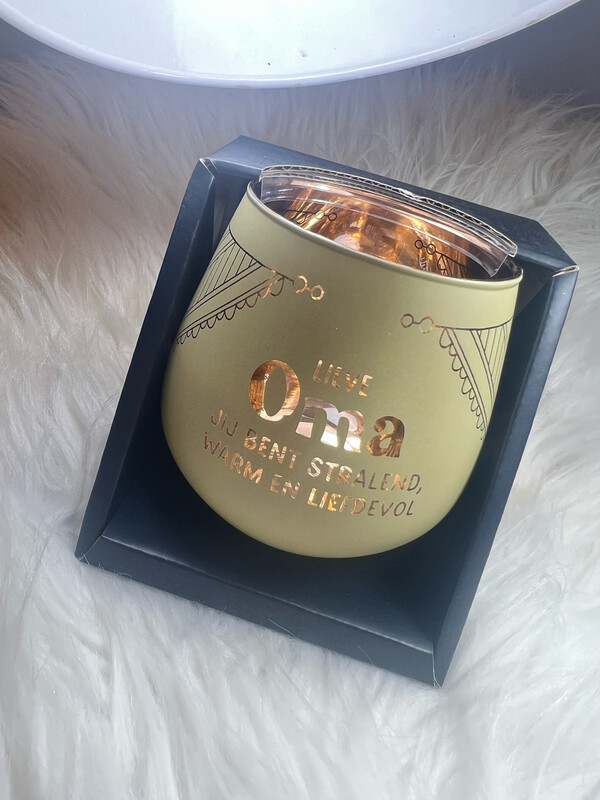 LIEVE
Oma
JIJ BENT STRALEND,
WARM EN LIEFDEVOL